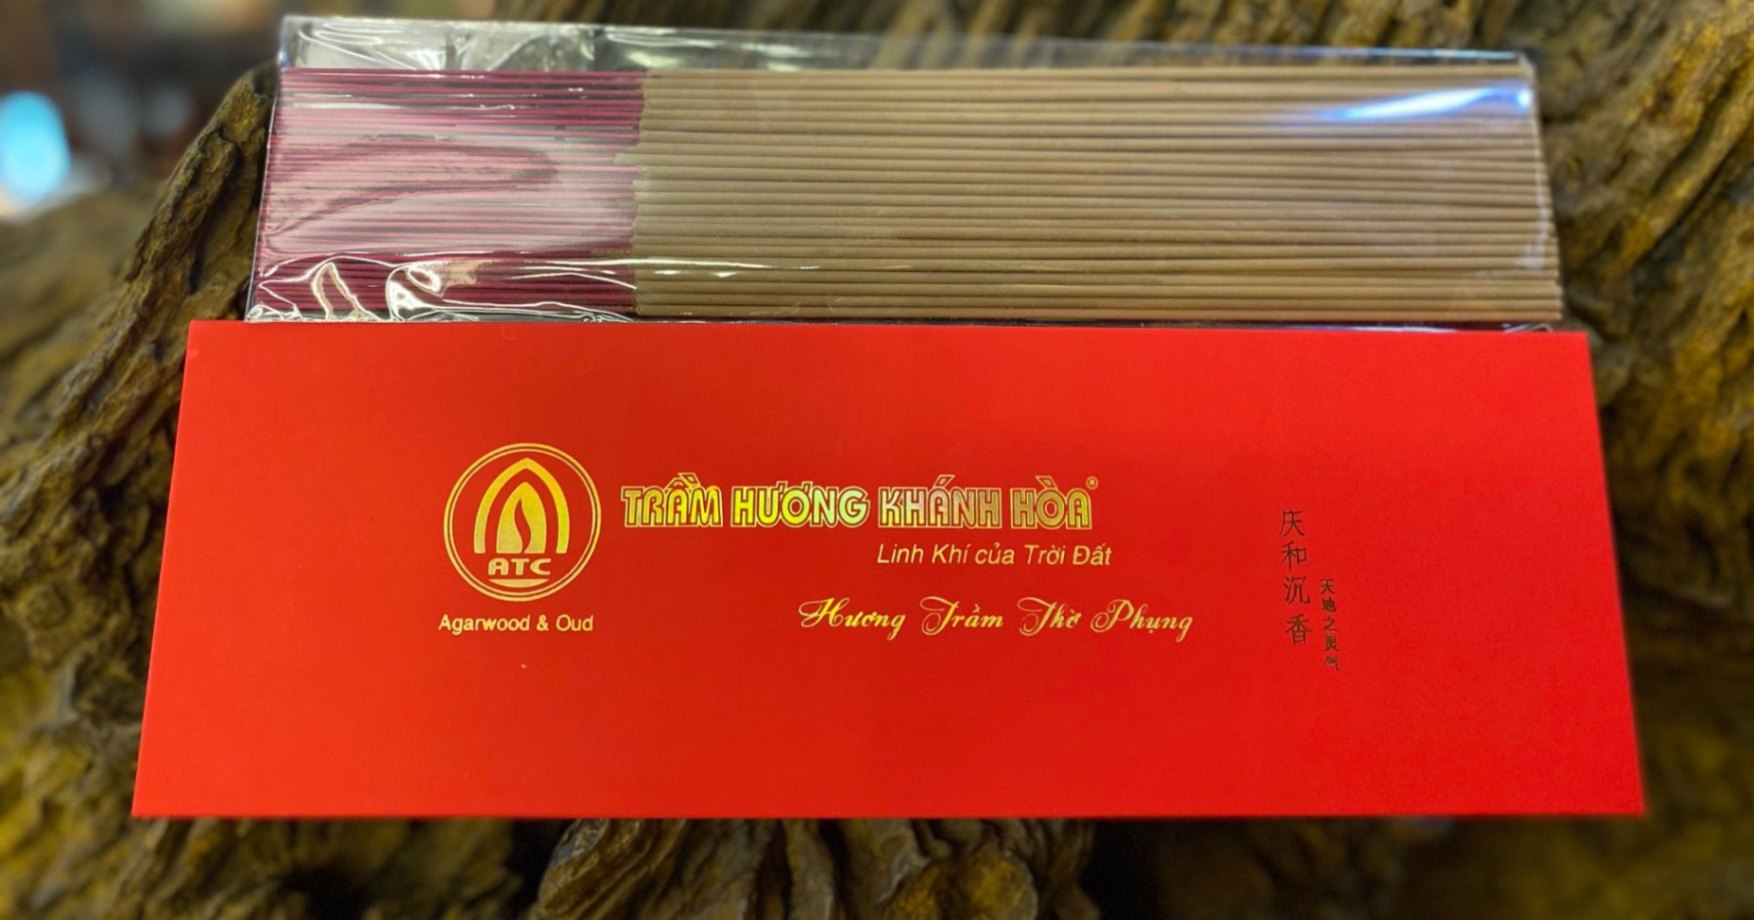 ATC
Agarwood & Oud
TRẦM HƯƠNG KHÁNH HÒA®
Linh Khí của Trời Đất
Hương Trầm Thờ Phụng
庆和沉香
天地之灵气